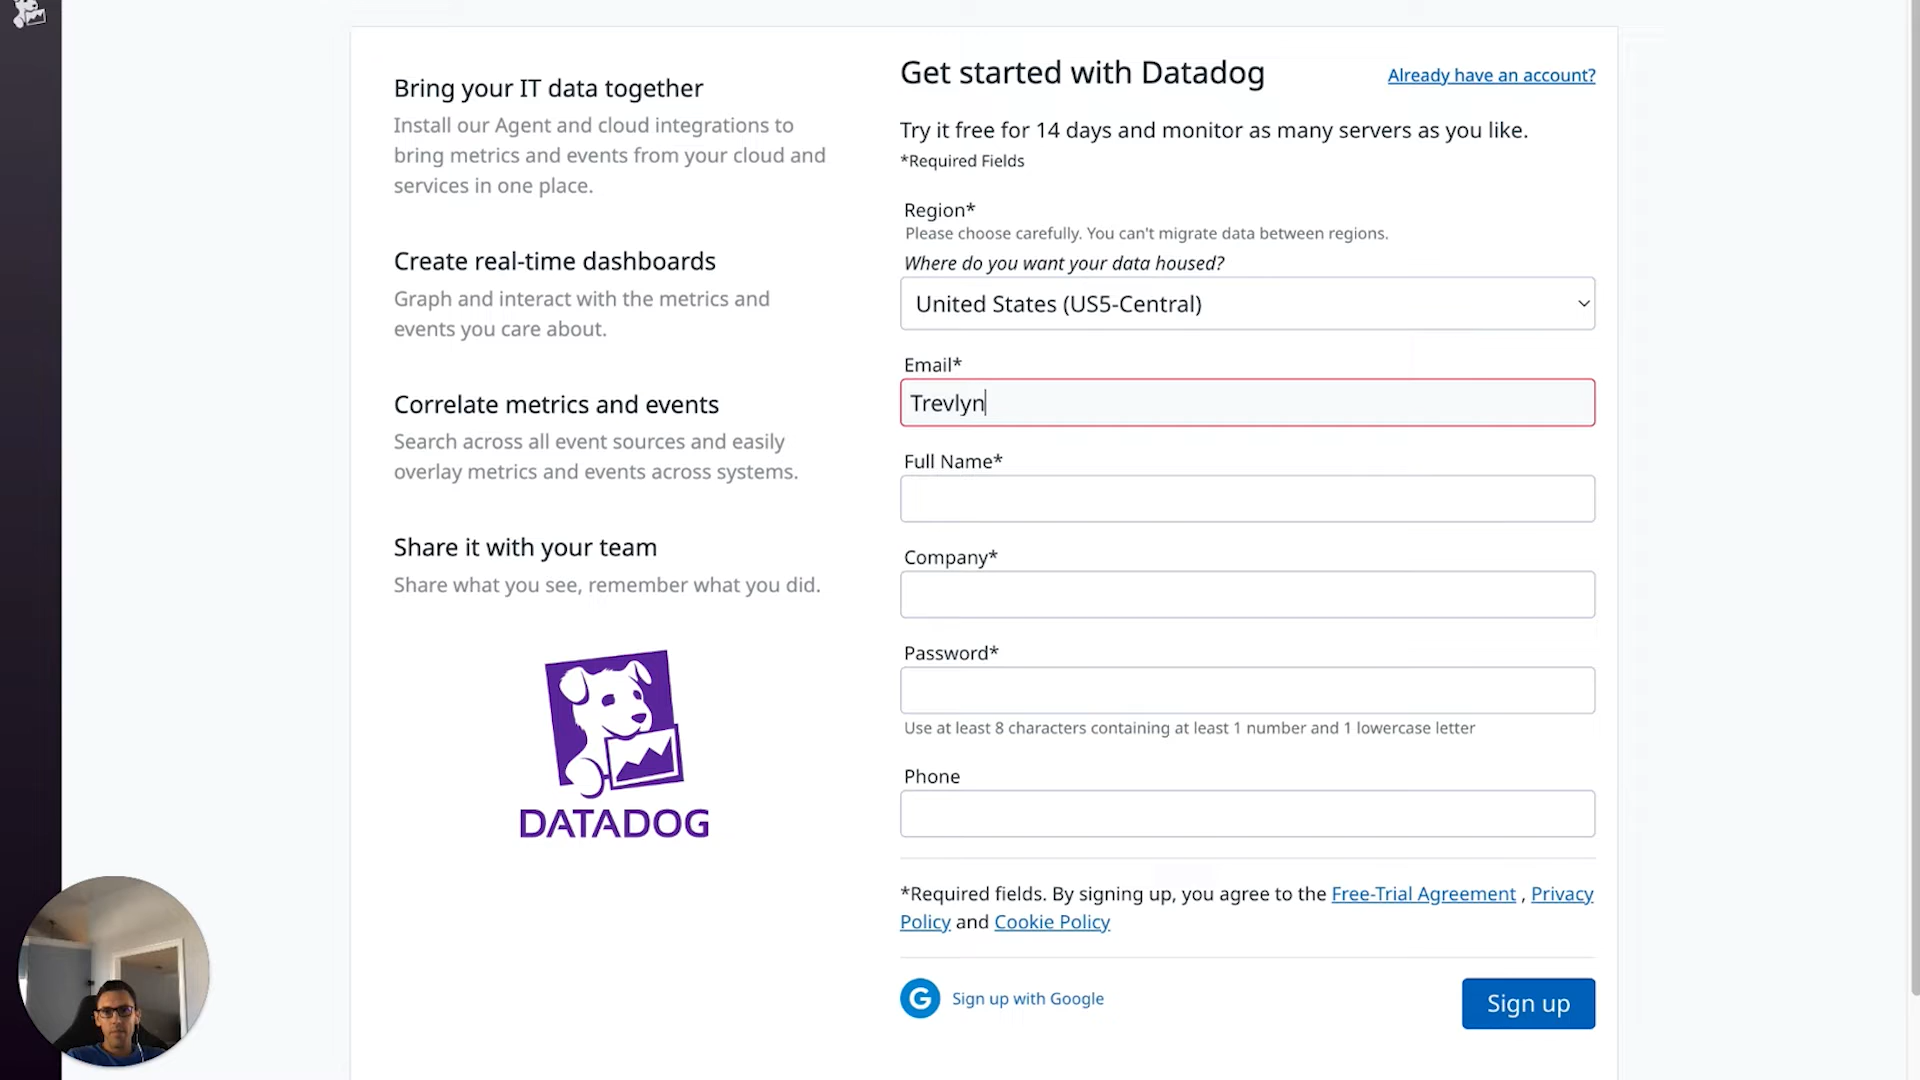 Bring your IT data together
Install our Agent and cloud integrations to
bring metrics and events from your cloud and
services in one place.
Create real-time dashboards
Graph and interact with the metrics and
events you care about.
Correlate metrics and events
Search across all event sources and easily
overlay metrics and events across systems.
Share it with your team
Share what you see, remember what you did.
DATADOG
Get started with Datadog
Already have an account?
Try it free for 14 days and monitor as many servers as you like.
*Required Fields
Region*
Please choose carefully. You can't migrate data between regions.
Where do you want your data housed?
United States (US5-Central)
Email*
Trevlyn
Full Name*
Company*
Password*
Use at least 8 characters containing at least 1 number and 1 lowercase letter
Phone
*Required fields. By signing up, you agree to the Free-Trial Agreement , Privacy
Policy and Cookie Policy
G Sign up with Google
Sign up